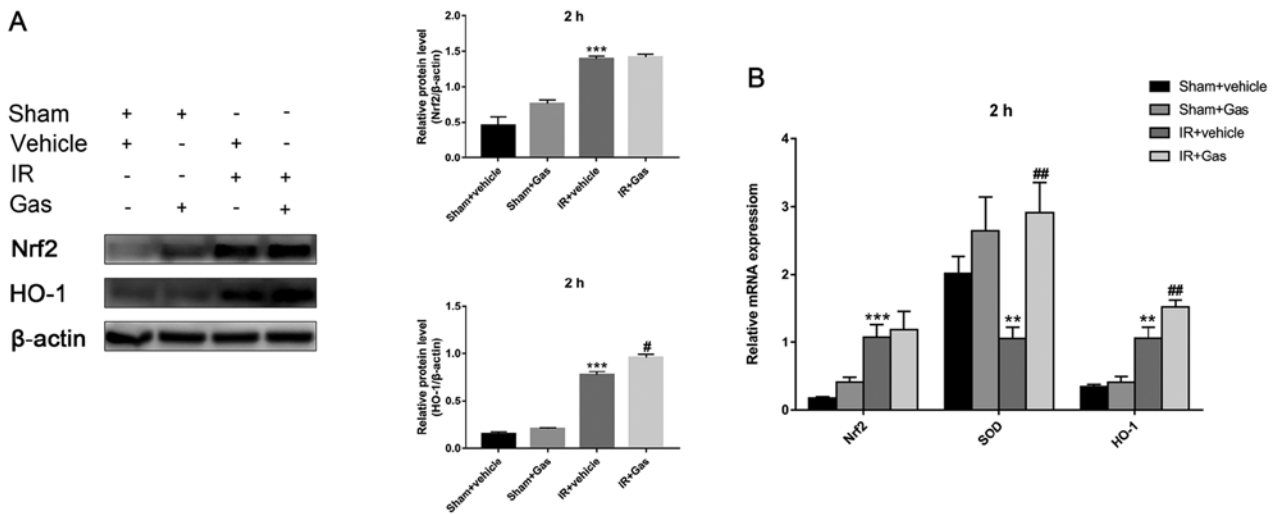 A
Sham + + - -
Vehicle + - + -
IR - - + +
Gas - + - +
Nrf2
HO-1
β-actin
2 h
Relative protein level
(Nrf2/β-actin)
2.0
1.5
1.0
0.5
0.0
***
Sham+vehicle
Sham+Gas
IR+vehicle
IR+Gas
2 h
Relative protein level
(HO-1/β-actin)
1.5
1.0
0.5
0.0
***
#
Sham+vehicle
Sham+Gas
IR+vehicle
IR+Gas
B
2 h
Sham+vehicle
Sham+Gas
IR+vehicle
IR+Gas
Relative mRNA expressiom
4
3
2
1
0
***
**
##
**
##
Nrf2
SOD
HO-1